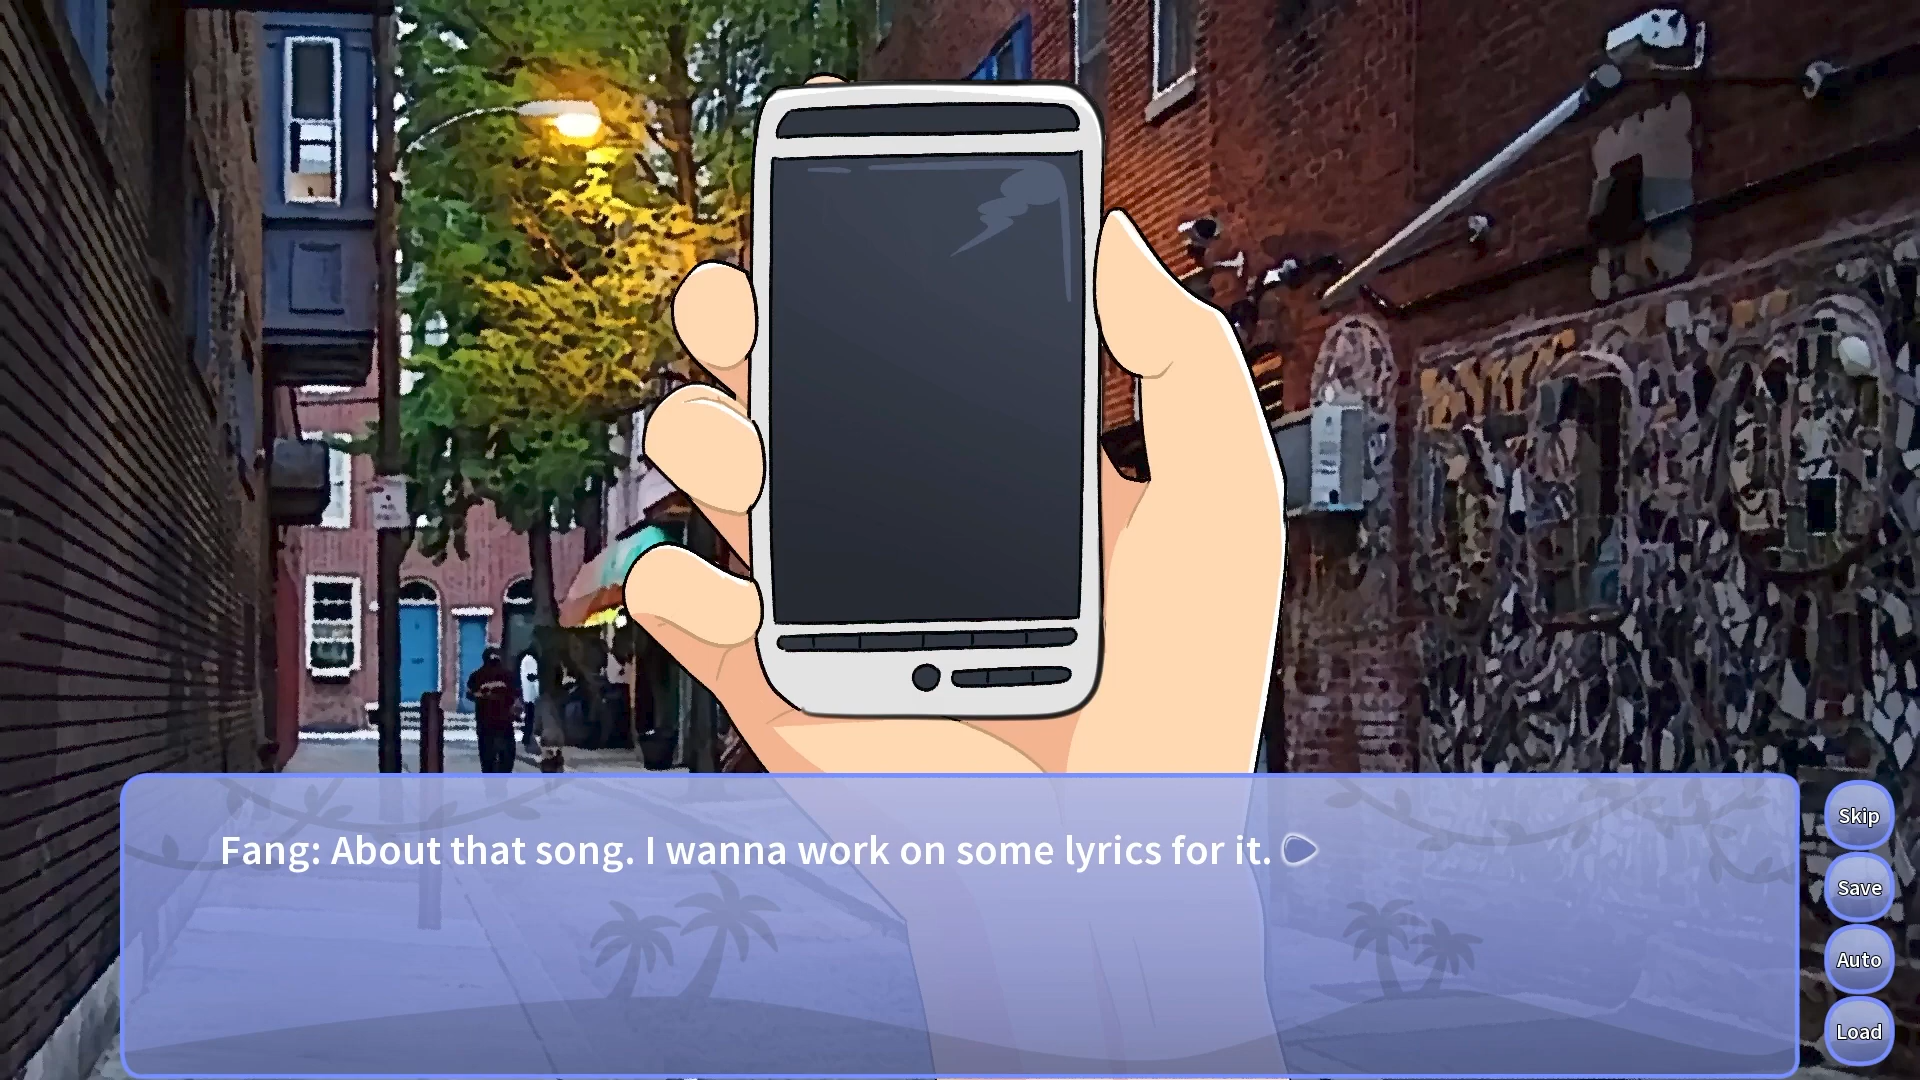 Fang: About that song. I wanna work on some lyrics for it.
Skip
Save
Auto
Load